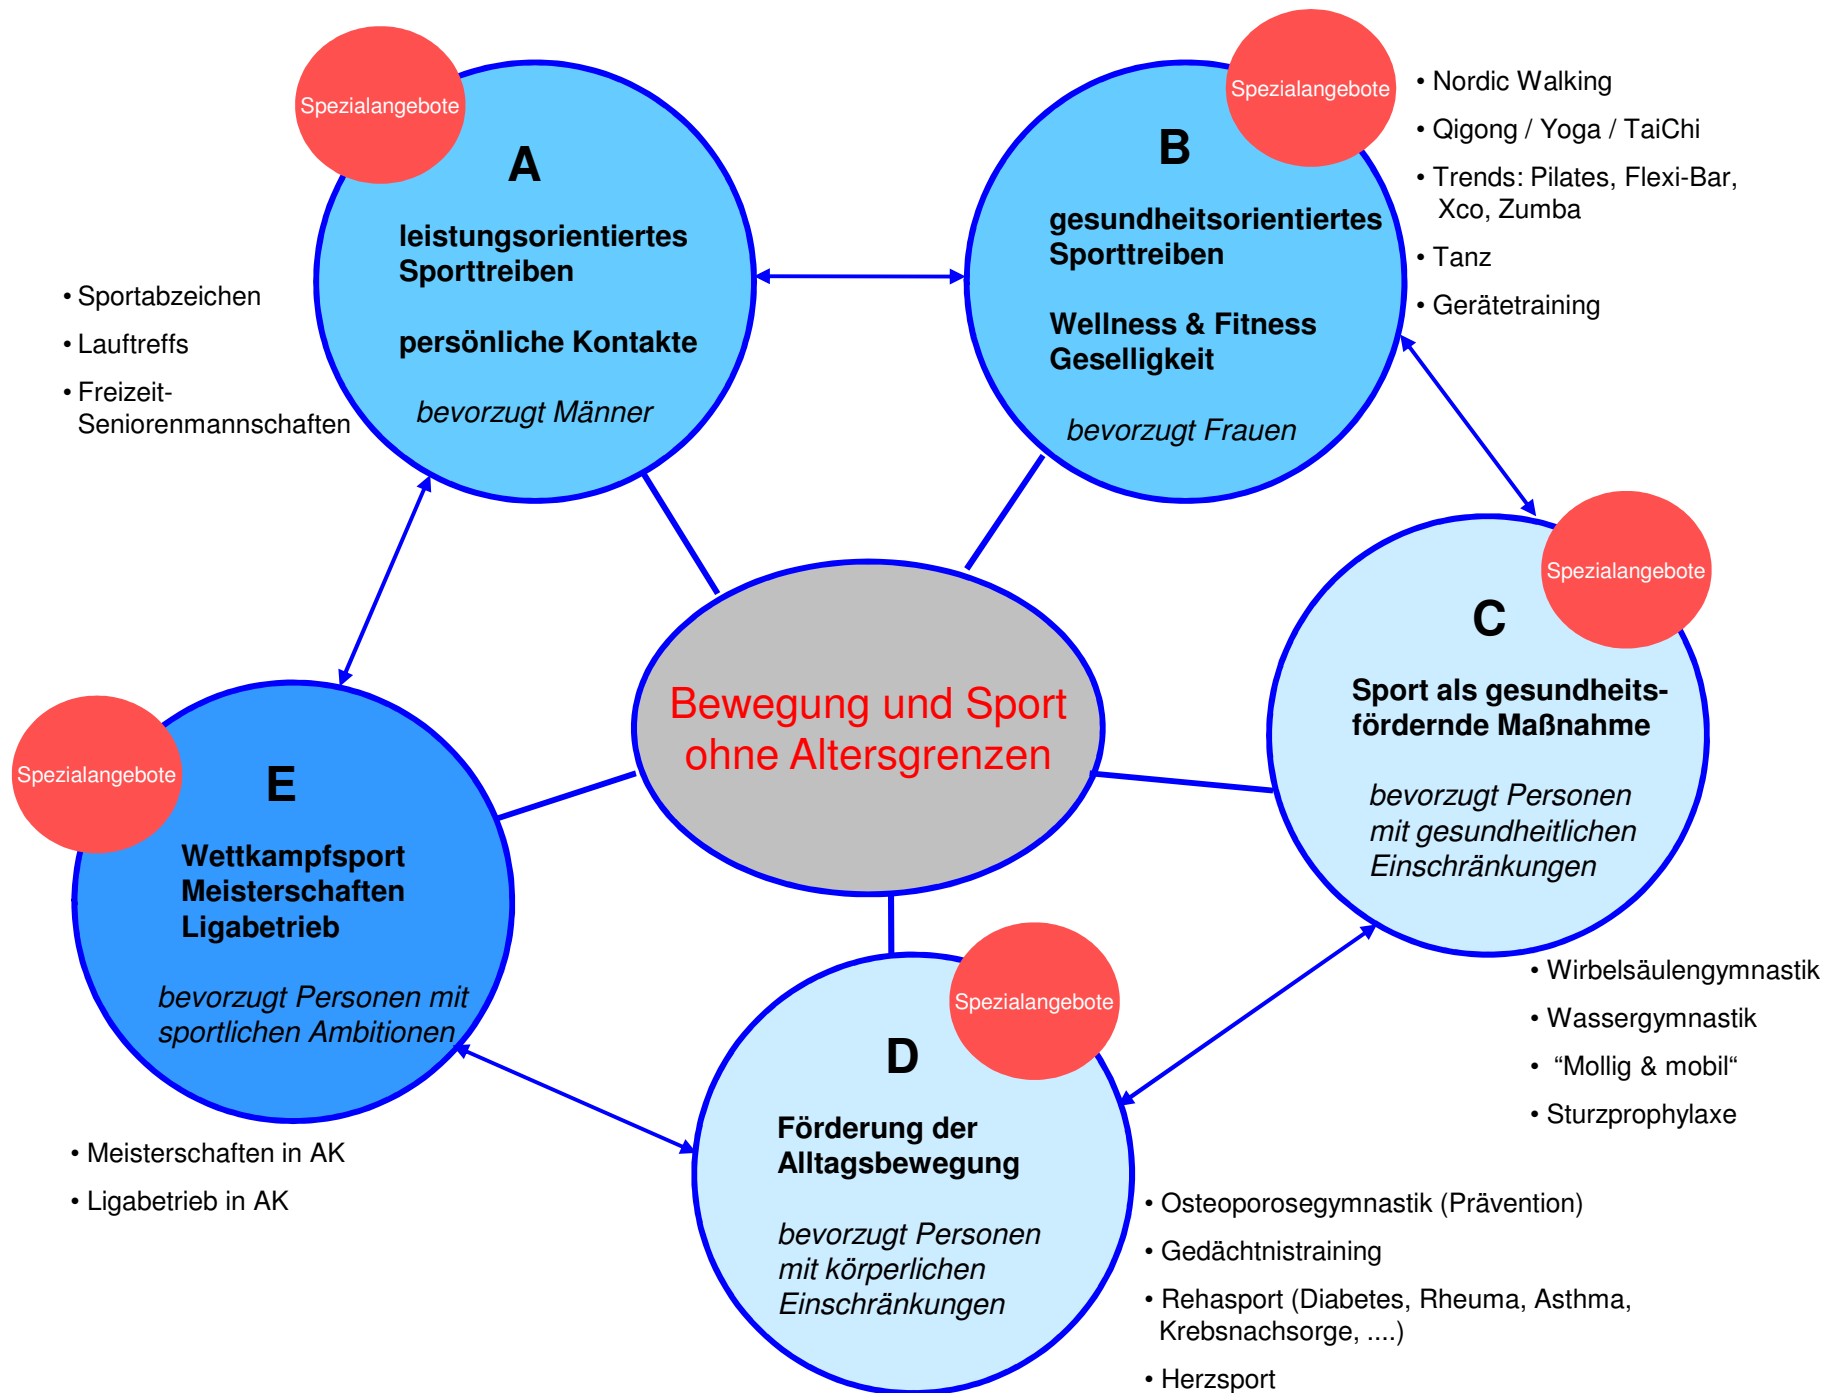 Spezialangebote
A
leistungsorientiertes
Sporttreiben
persönliche Kontakte
bevorzugt Männer
• Sportabzeichen
• Lauftreffs
• Freizeit-
Seniorenmannschaften
Spezialangebote
B
gesundheitsorientiertes
Sporttreiben
Wellness & Fitness
Geselligkeit
bevorzugt Frauen
• Nordic Walking
• Qigong / Yoga / TaiChi
• Trends: Pilates, Flexi-Bar,
Xco, Zumba
• Tanz
• Gerätetraining
Bewegung und Sport
ohne Altersgrenzen
Spezialangebote
C
Sport als gesundheits-
fördernde Maßnahme
bevorzugt Personen
mit gesundheitlichen
Einschränkungen
• Wirbelsäulengymnastik
• Wassergymnastik
• “Mollig & mobil“
• Sturzprophylaxe
Spezialangebote
E
Wettkampfsport
Meisterschaften
Ligabetrieb
bevorzugt Personen mit
sportlichen Ambitionen
• Meisterschaften in AK
• Ligabetrieb in AK
Spezialangebote
D
Förderung der
Alltagsbewegung
bevorzugt Personen
mit körperlichen
Einschränkungen
• Osteoporosegymnastik (Prävention)
• Gedächtnistraining
• Rehasport (Diabetes, Rheuma, Asthma,
Krebsnachsorge, ....)
• Herzsport